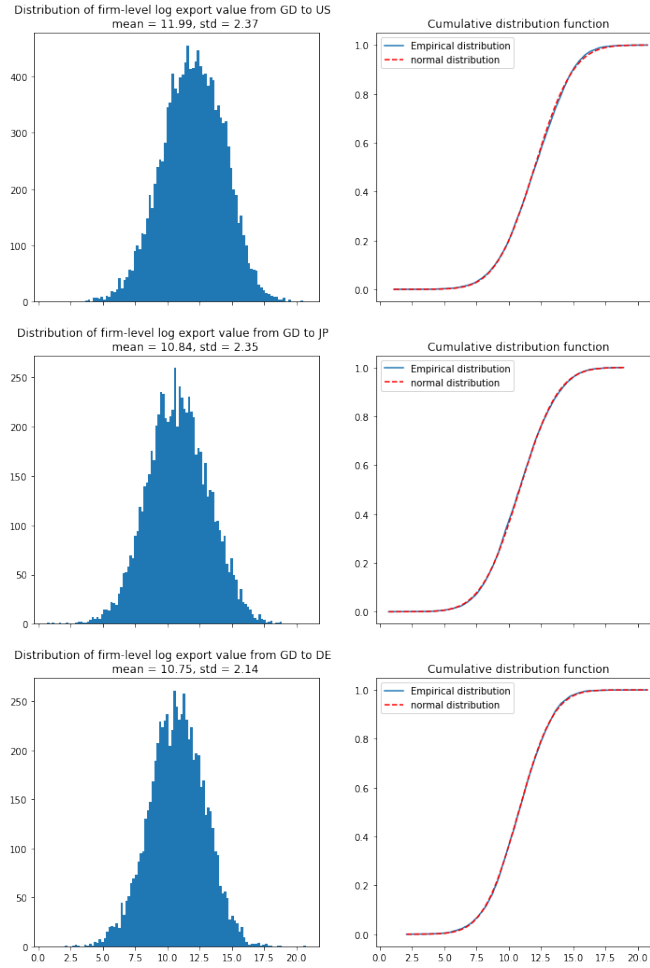 Distribution of firm-level log export value from GD to US
mean = 11.99, std = 2.37
400
300
200
100
0
Cumulative distribution function
Empirical distribution
normal distribution
1.0
0.8
0.6
0.4
0.2
0.0
Distribution of firm-level log export value from GD to JP
mean = 10.84, std = 2.35
250
200
150
100
50
0
Cumulative distribution function
Empirical distribution
normal distribution
1.0
0.8
0.6
0.4
0.2
0.0
Distribution of firm-level log export value from GD to DE
mean = 10.75, std = 2.14
250
200
150
100
50
0
0.0 2.5 5.0 7.5 10.0 12.5 15.0 17.5 20.0
Cumulative distribution function
Empirical distribution
normal distribution
1.0
0.8
0.6
0.4
0.2
0.0
0.0 2.5 5.0 7.5 10.0 12.5 15.0 17.5 20.0